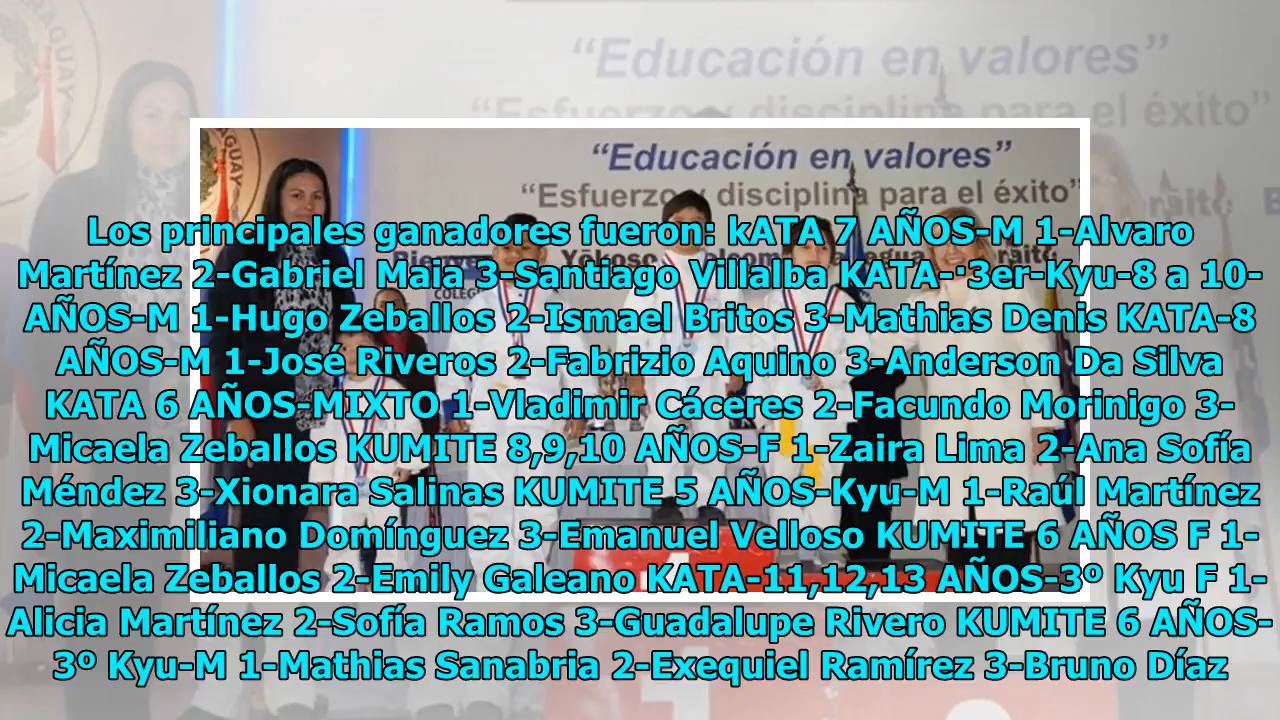 “Educación en valores”
“Esfuerzo y disciplina para el éxito”
“Educación en valores”
“Esfuerzo y disciplina para el éxito”
Los principales ganadores fueron: kATA 7 AÑOS-M 1-Alvaro
Martínez 2-Gabriel Maia 3-Santiago Villalba KATA-·3er-Kyu-8 a 10-
AÑOS-M 1-Hugo Zeballos 2-Ismael Britos 3-Mathias Denis KATA-8
AÑOS-M 1-José Riveros 2-Fabrizio Aquino 3-Anderson Da Silva
KATA 6 AÑOS-MIXTO 1-Vladimir Cáceres 2-Facundo Morinigo 3-
Micaela Zeballos KUMITE 8,9,10 AÑOS-F 1-Zaira Lima 2-Ana Sofía
Méndez 3-Xionara Salinas KUMITE 5 AÑOS-Kyu-M 1-Raúl Martínez
2-Maximiliano Domínguez 3-Emanuel Velloso KUMITE 6 AÑOS F 1-
Micaela Zeballos 2-Emily Galeano KATA-11,12,13 AÑOS-3º Kyu F 1-
Alicia Martínez 2-Sofía Ramos 3-Guadalupe Rivero KUMITE 6 AÑOS-
3º Kyu-M 1-Mathias Sanabria 2-Exequiel Ramírez 3-Bruno Díaz
1